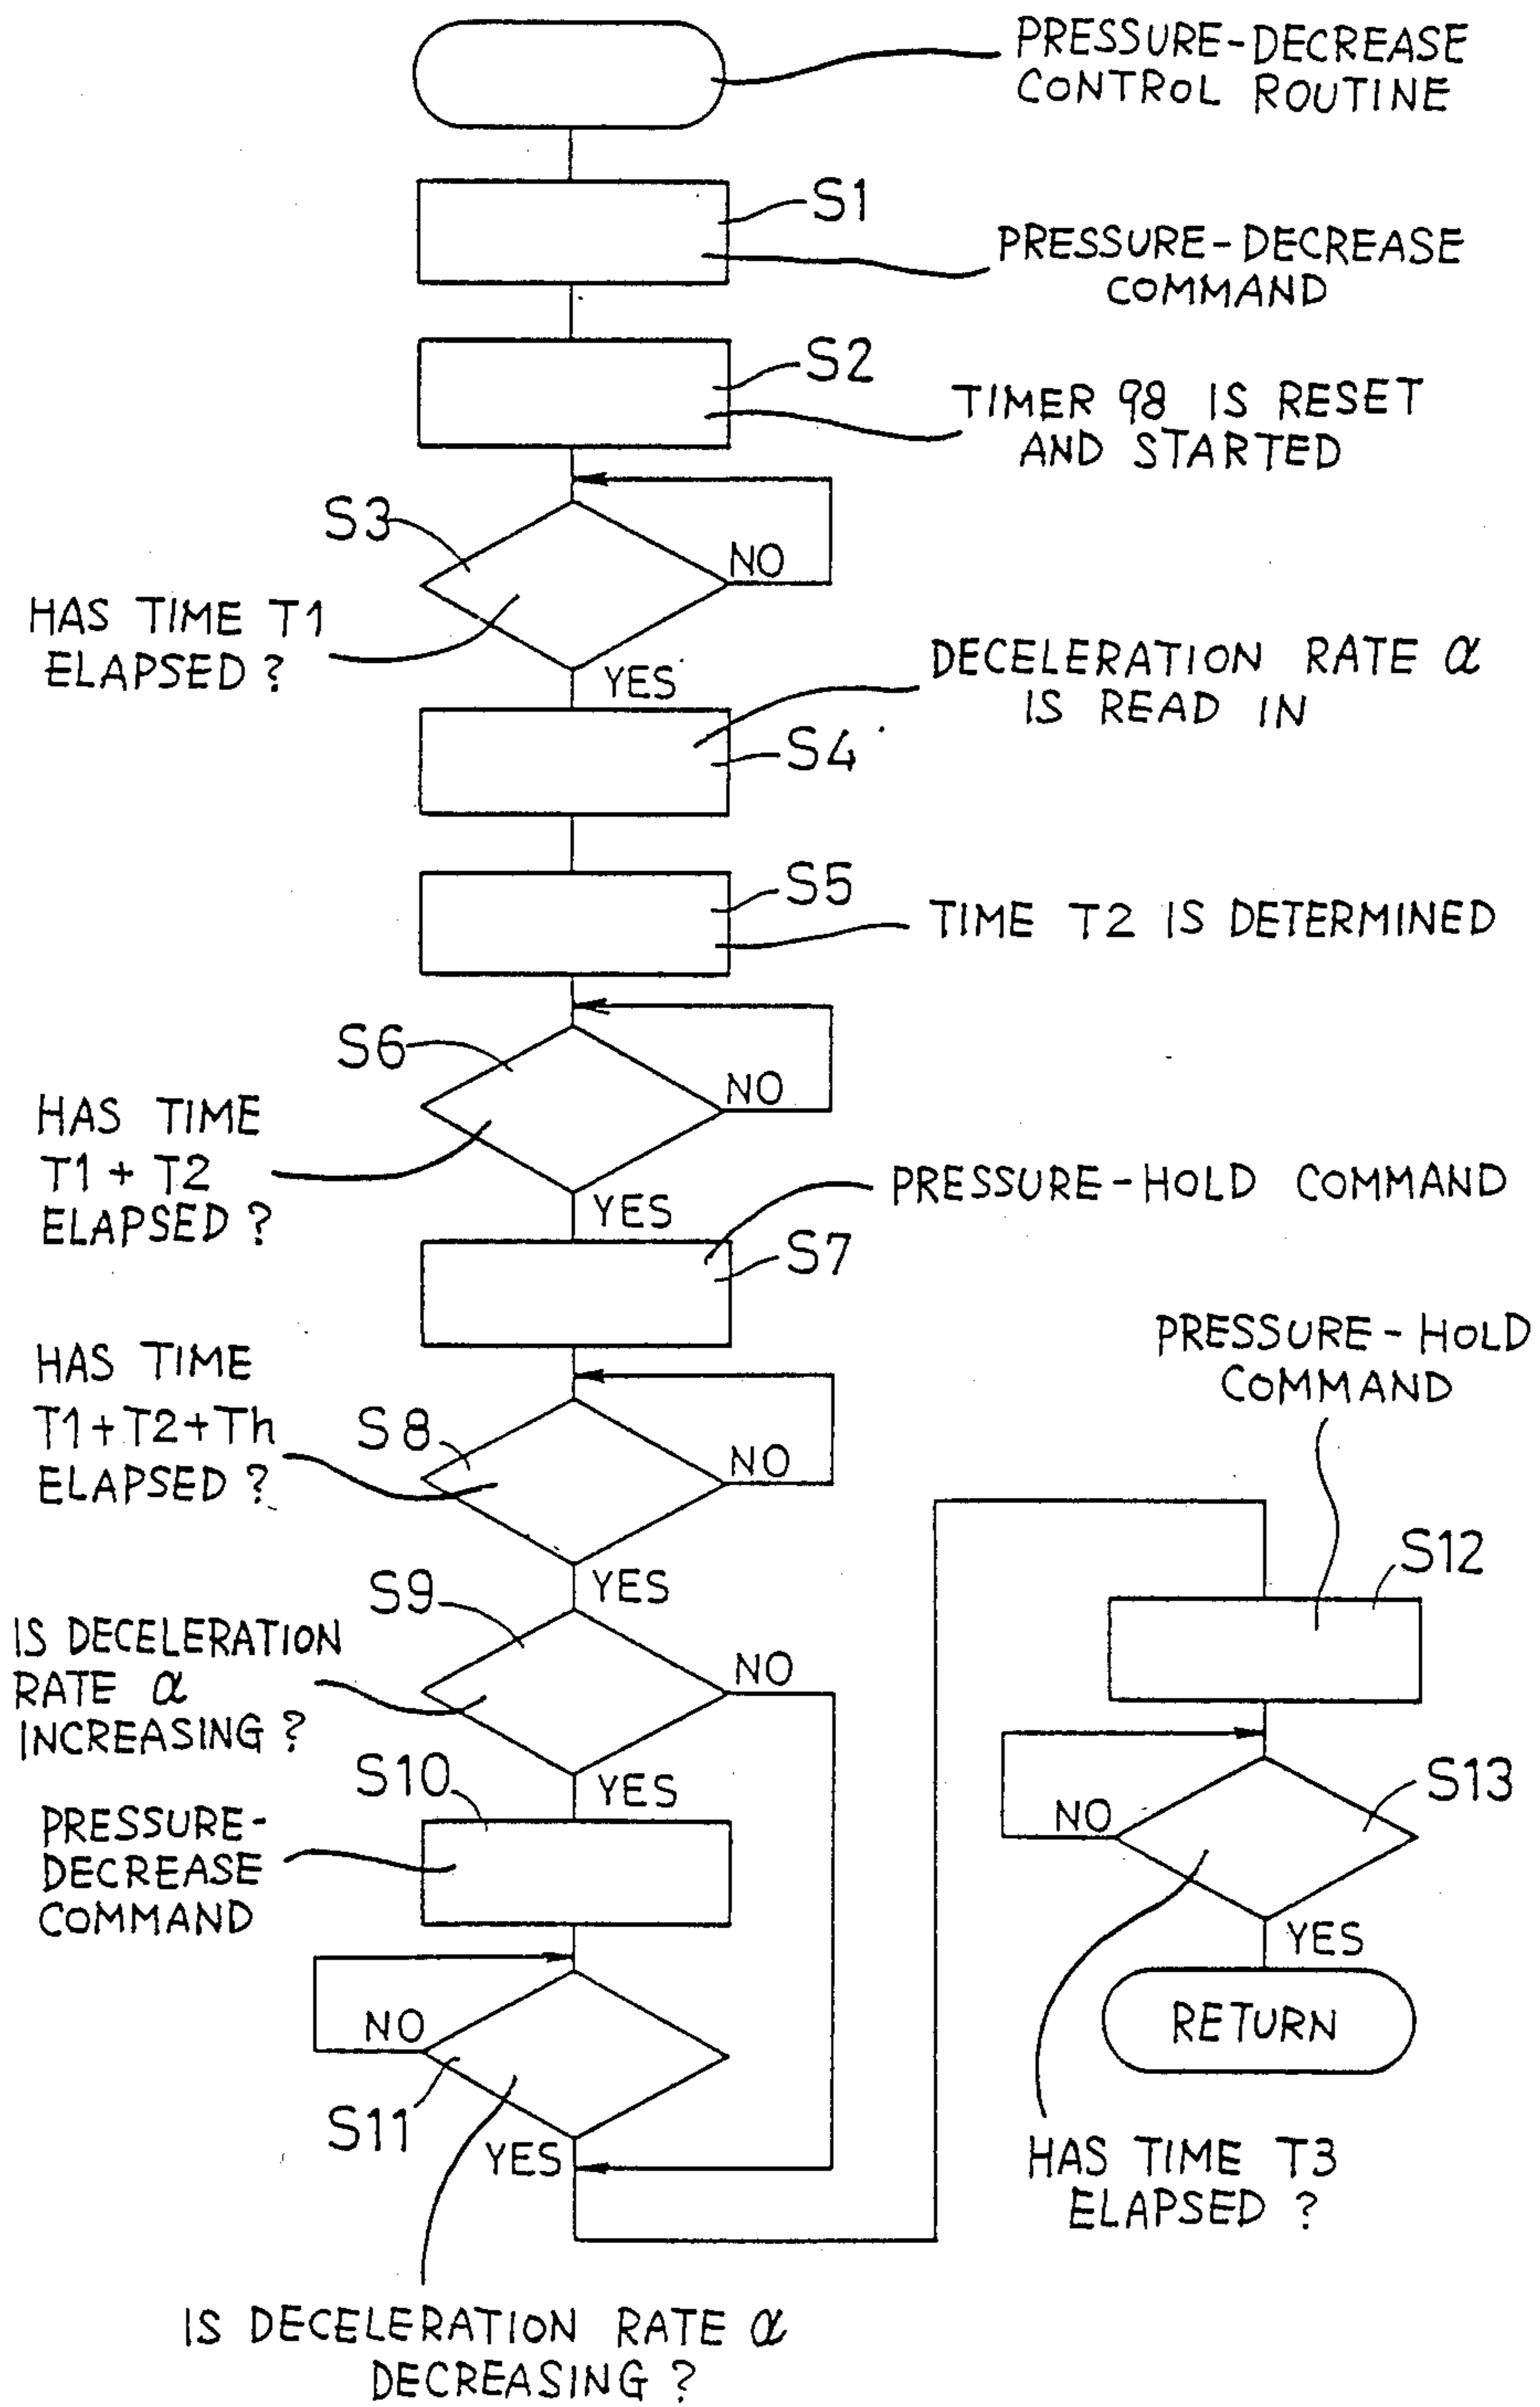 PRESSURE-DECREASE
CONTROL ROUTINE
S1
PRESSURE-DECREASE
COMMAND
S2
TIMER 98 IS RESET
AND STARTED
S3
NO
HAS TIME T1
ELAPSED ?
YES
DECELERATION RATE α
IS READ IN
S4
S5
TIME T2 IS DETERMINED
S6
NO
HAS TIME
T1 + T2
ELAPSED ?
YES
PRESSURE-HOLD COMMAND
S7
HAS TIME
T1+T2+Th
ELAPSED ?
S8
NO
YES
S9
IS DECELERATION
RATE α
INCREASING ?
NO
YES
S10
PRESSURE-
DECREASE
COMMAND
NO
S11
YES
IS DECELERATION RATE α
DECREASING ?
PRESSURE-HOLD
COMMAND
S12
S13
NO
YES
RETURN
HAS TIME T3
ELAPSED ?